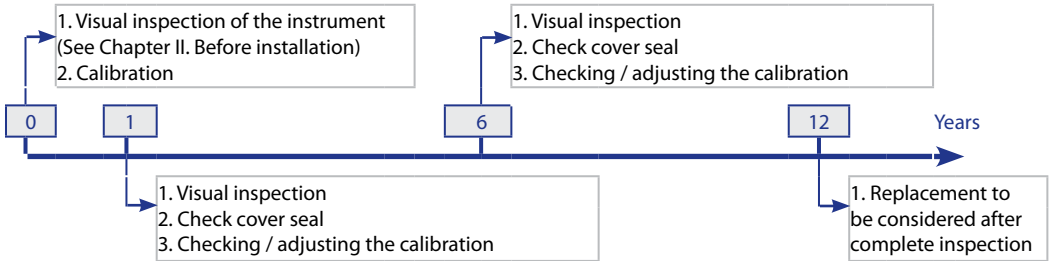 1. Visual inspection of the instrument
(See Chapter II. Before installation)
2. Calibration
1. Visual inspection
2. Check cover seal
3. Checking / adjusting the calibration
0
1
6
12
Years
1. Visual inspection
2. Check cover seal
3. Checking / adjusting the calibration
1. Replacement to
be considered after
complete inspection